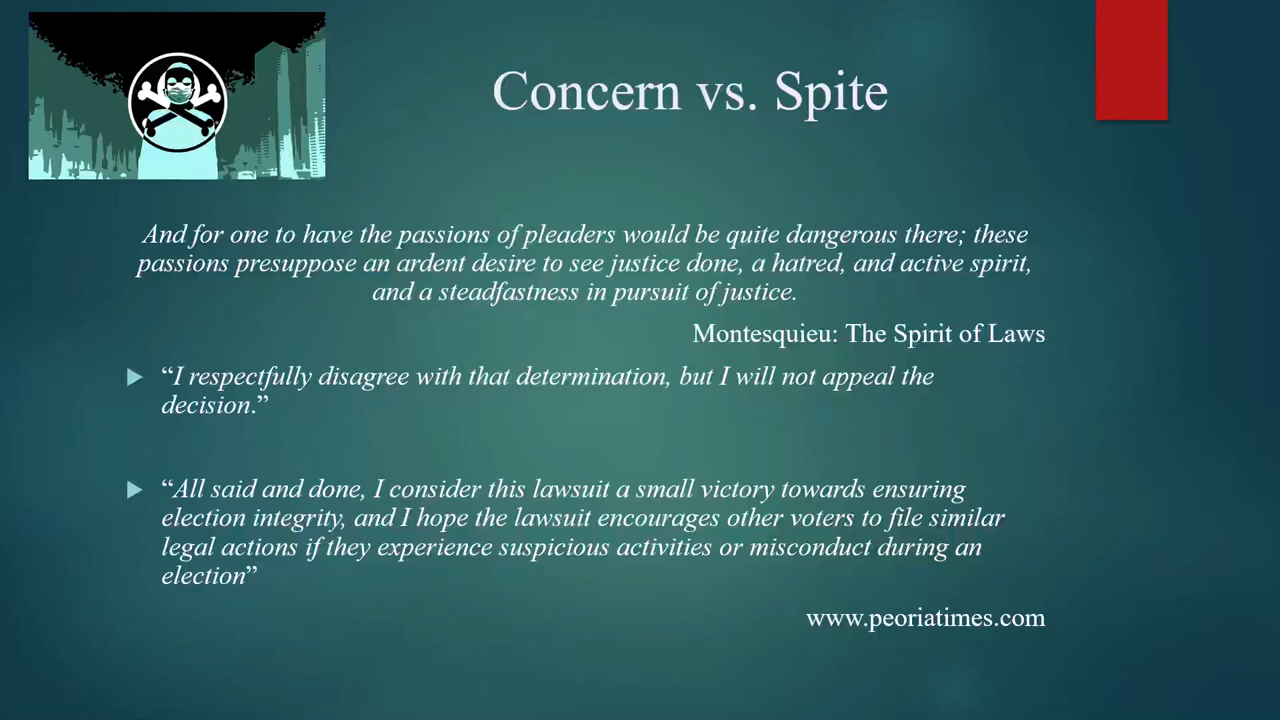 Concern vs. Spite
And for one to have the passions of pleaders would be quite dangerous there; these
passions presuppose an ardent desire to see justice done, a hatred, and active spirit,
and a steadfastness in pursuit of justice.
Montesquieu: The Spirit of Laws
“I respectfully disagree with that determination, but I will not appeal the
decision.”
“All said and done, I consider this lawsuit a small victory towards ensuring
election integrity, and I hope the lawsuit encourages other voters to file similar
legal actions if they experience suspicious activities or misconduct during an
election”
www.peoriatimes.com